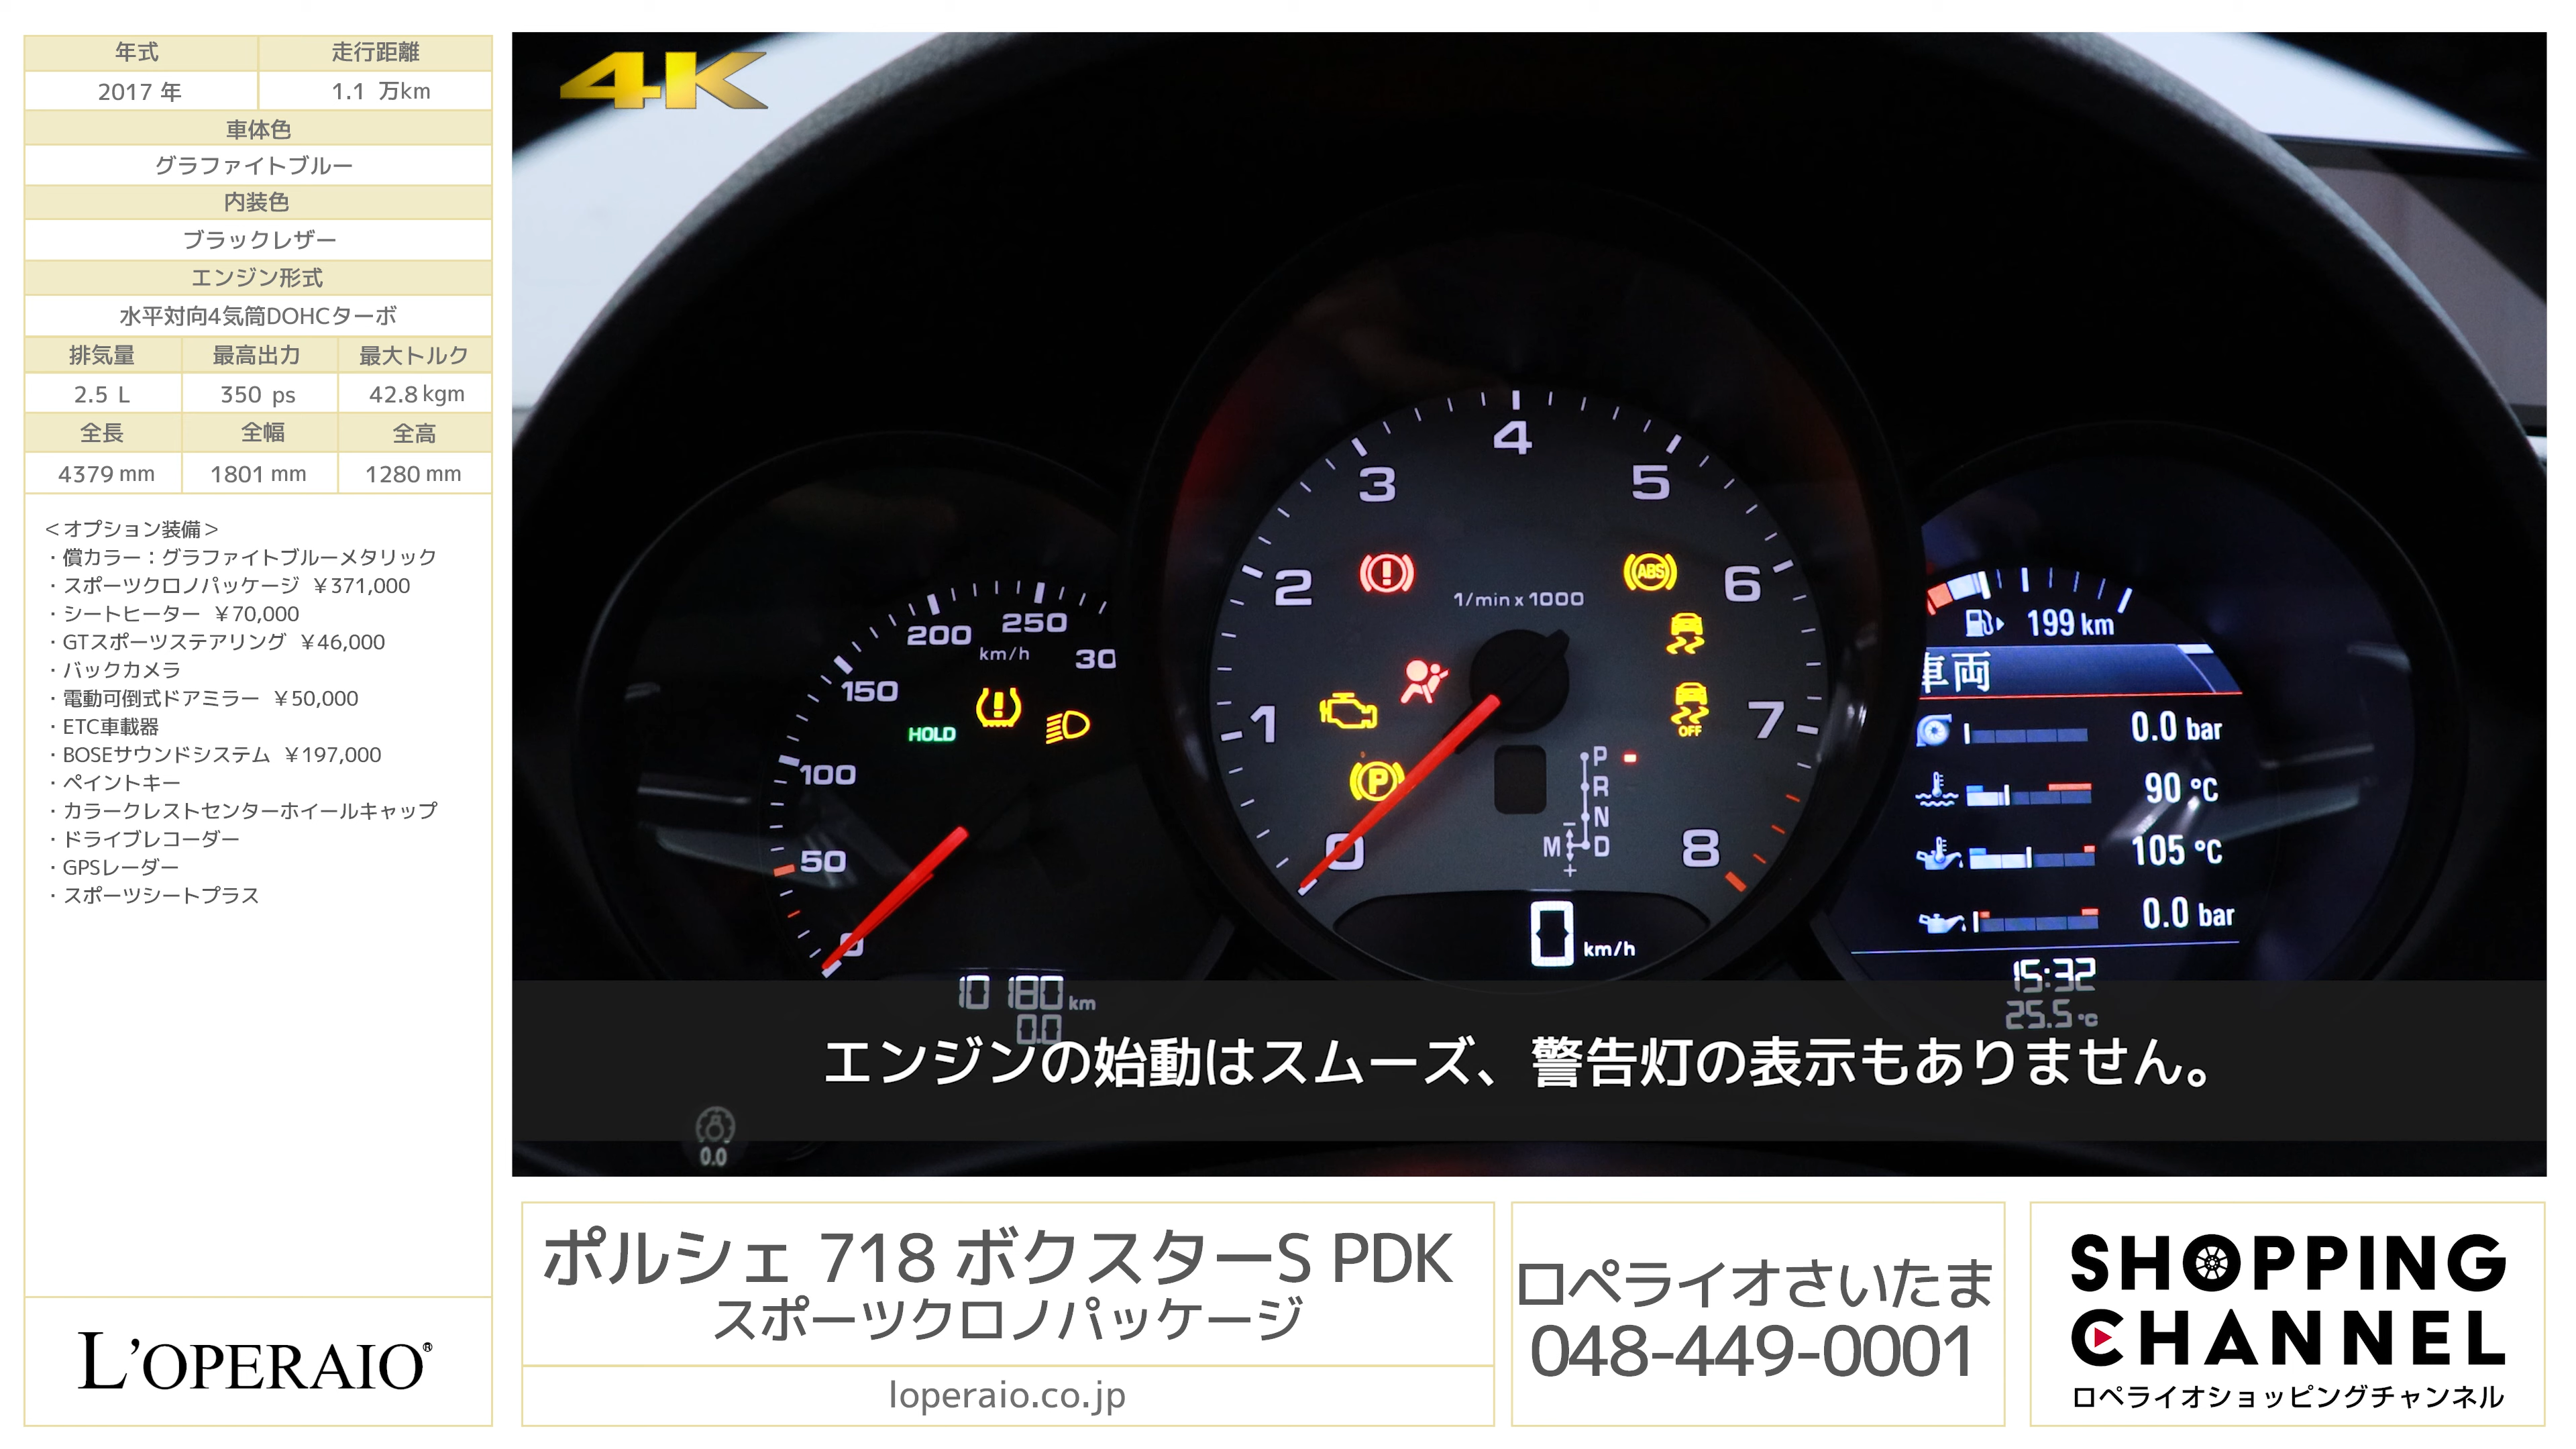 年式 走行距離
2017 年 1.1 万km
車体色
グラファイトブルー
内装色
ブラックレザー
エンジン形式
水平対向4気筒DOHCターボ
排気量 最高出力 最大トルク
2.5 L 350 ps 42.8 kgm
全長 全幅 全高
4379 mm 1801 mm 1280 mm
＜オプション装備＞
・償カラー：グラファイトブルーメタリック
・スポーツクロノパッケージ ￥371,000
・シートヒーター ￥70,000
・GTスポーツステアリング ￥46,000
・バックカメラ
・電動可倒式ドアミラー ￥50,000
・ETC車載器
・BOSEサウンドシステム ￥197,000
・ペイントキー
・カラークレストセンターホイールキャップ
・ドライブレコーダー
・GPSレーダー
・スポーツシートプラス
L'OPERAIO®
4K
0
50
100
150
200
250
30
km/h
HOLD
10180 km
0.0
0.0
0
1
2
3
4
5
6
7
8
1/min x 1000
ABS
OFF
P
P
R
N
M D
－
+
0 km/h
199 km
車両
0.0 bar
90 °C
105 °C
0.0 bar
15:32
25.5 °C
エンジンの始動はスムーズ、警告灯の表示もありません。
ポルシェ 718 ボクスターS PDK
スポーツクロノパッケージ
loperaio.co.jp
ロペライオさいたま
048-449-0001
SHOPPING
CHANNEL
ロペライオショッピングチャンネル